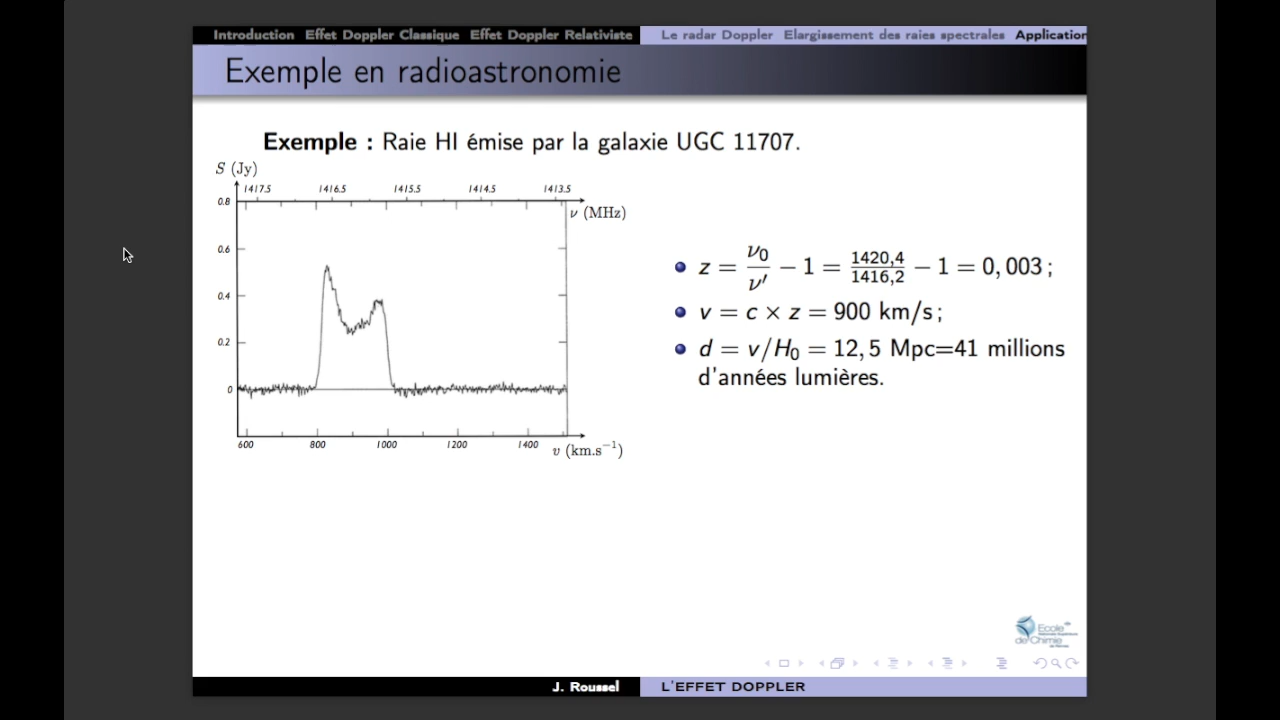 Introduction Effet Doppler Classique Effet Doppler Relativiste Le radar Doppler Elargissement des raies spectrales Application
Exemple en radioastronomie
Exemple : Raie HI émise par la galaxie UGC 11707.
S (Jy)
1417.5 1416.5 1415.5 1414.5 1413.5
ν (MHz)
0.8
0.6
0.4
0.2
0
600 800 1000 1200 1400
υ (km.s⁻¹)
z = ν₀/ν′ − 1 = 1420,4/1416,2 − 1 = 0,003 ;
v = c × z = 900 km/s ;
d = v/H₀ = 12,5 Mpc=41 millions
d'années lumières.
Ecole
de Chimie
J. Roussel L'EFFET DOPPLER